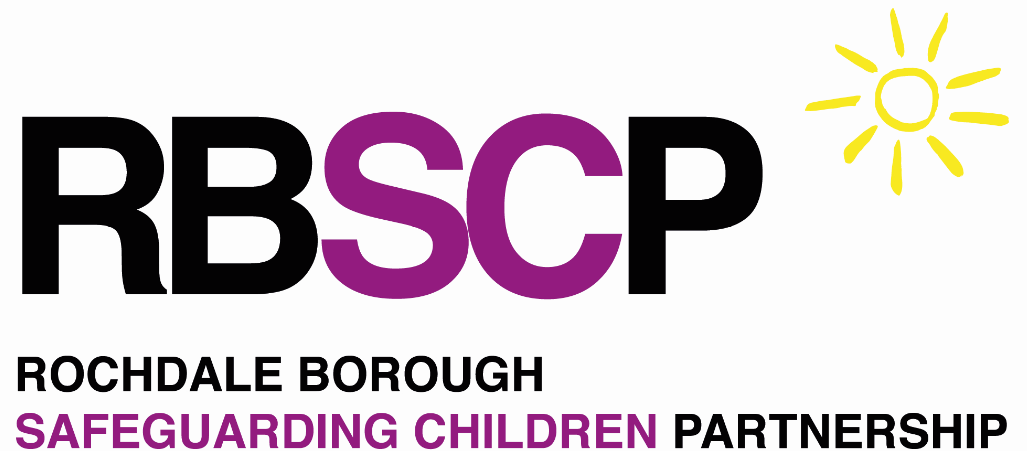 RBSCP
ROCHDALE BOROUGH
SAFEGUARDING CHILDREN PARTNERSHIP